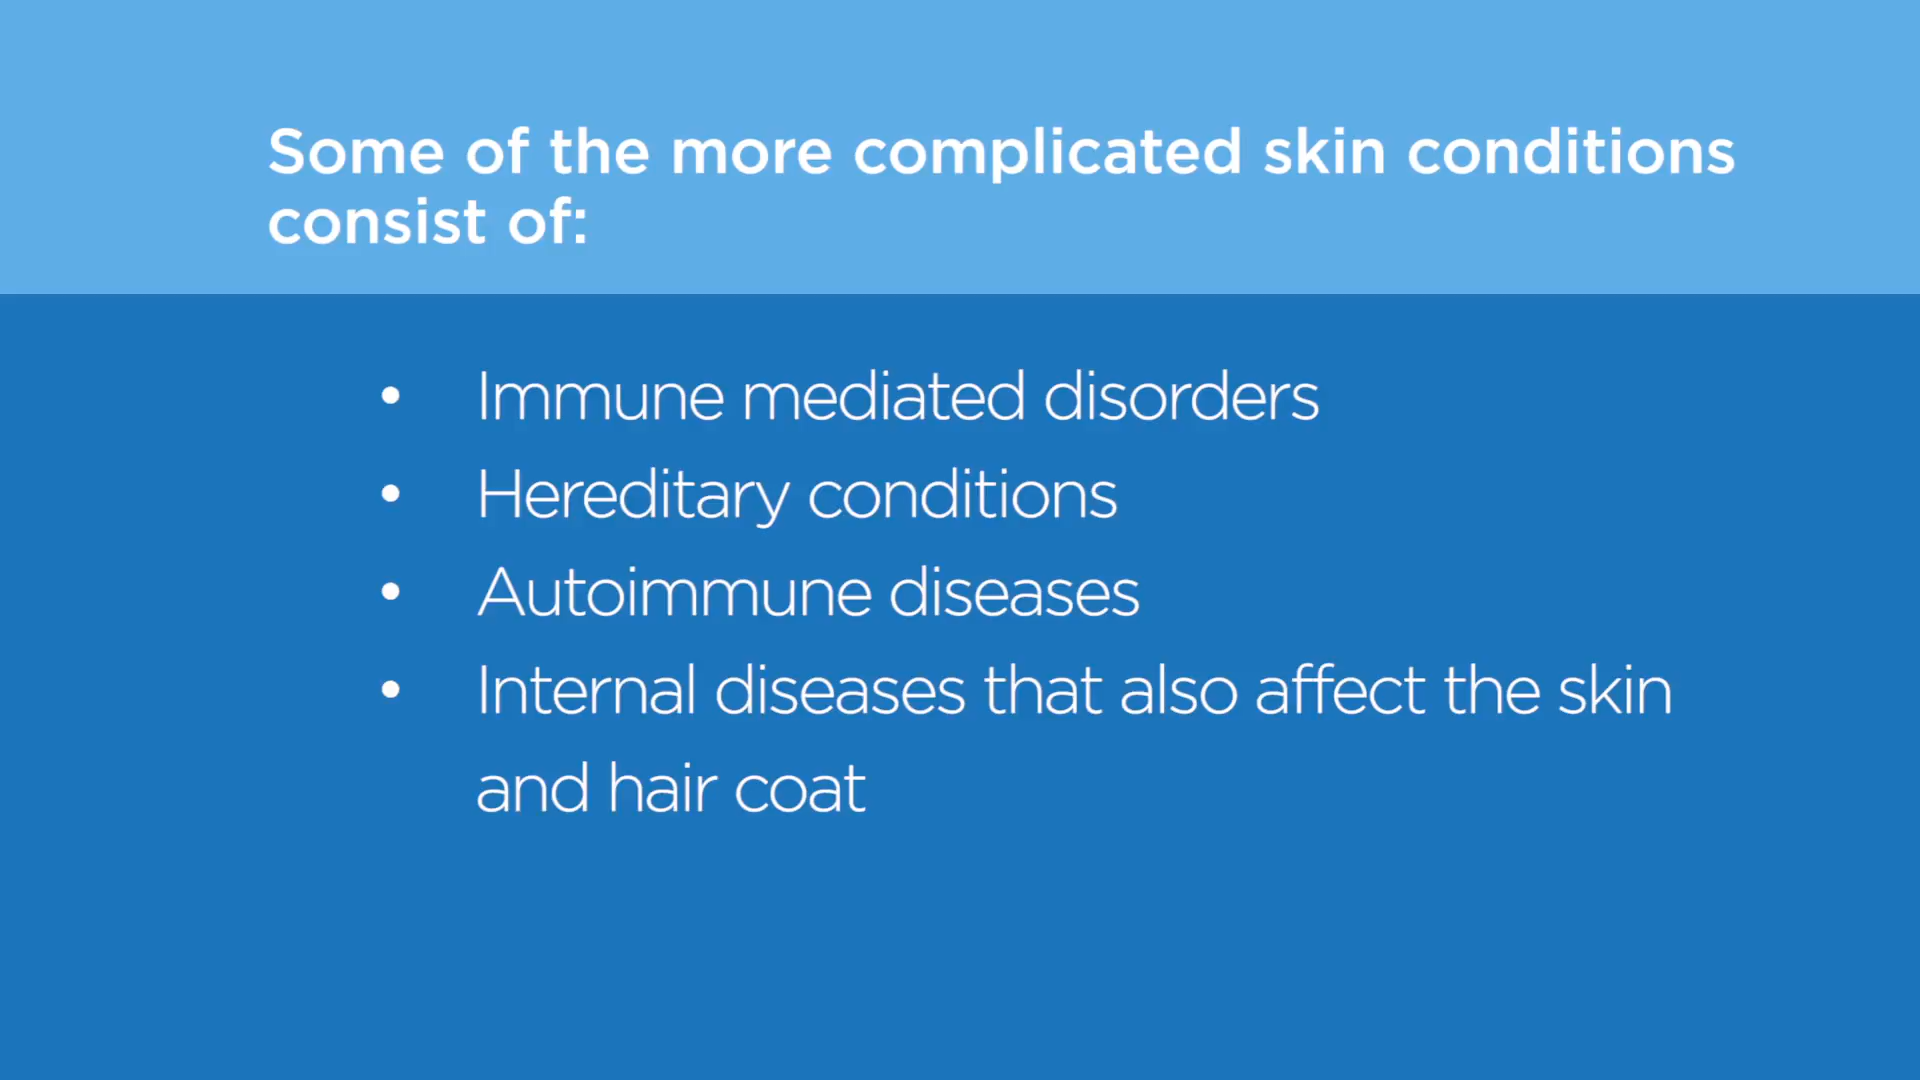 Some of the more complicated skin conditions
consist of:
• Immune mediated disorders
• Hereditary conditions
• Autoimmune diseases
• Internal diseases that also affect the skin
and hair coat